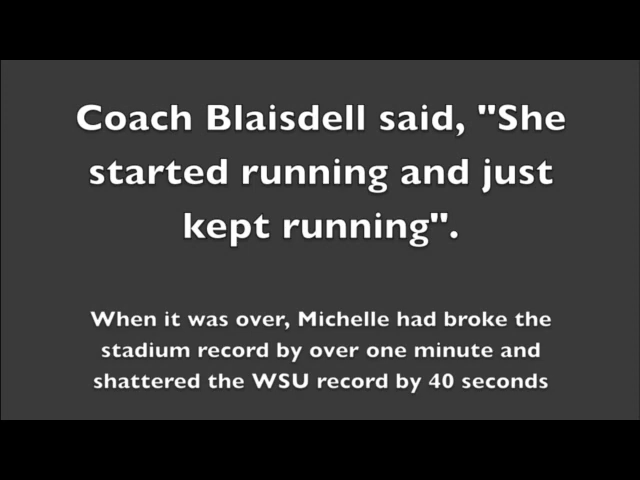 Coach Blaisdell said, "She
started running and just
kept running".
When it was over, Michelle had broke the
stadium record by over one minute and
shattered the WSU record by 40 seconds